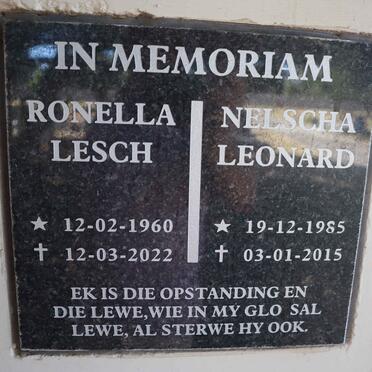 IN MEMORIAM
RONELLA
LESCH
★ 12-02-1960
✝ 12-03-2022
NELSCHA
LEONARD
★ 19-12-1985
✝ 03-01-2015
EK IS DIE OPSTANDING EN
DIE LEWE,WIE IN MY GLO SAL
LEWE, AL STERWE HY OOK.